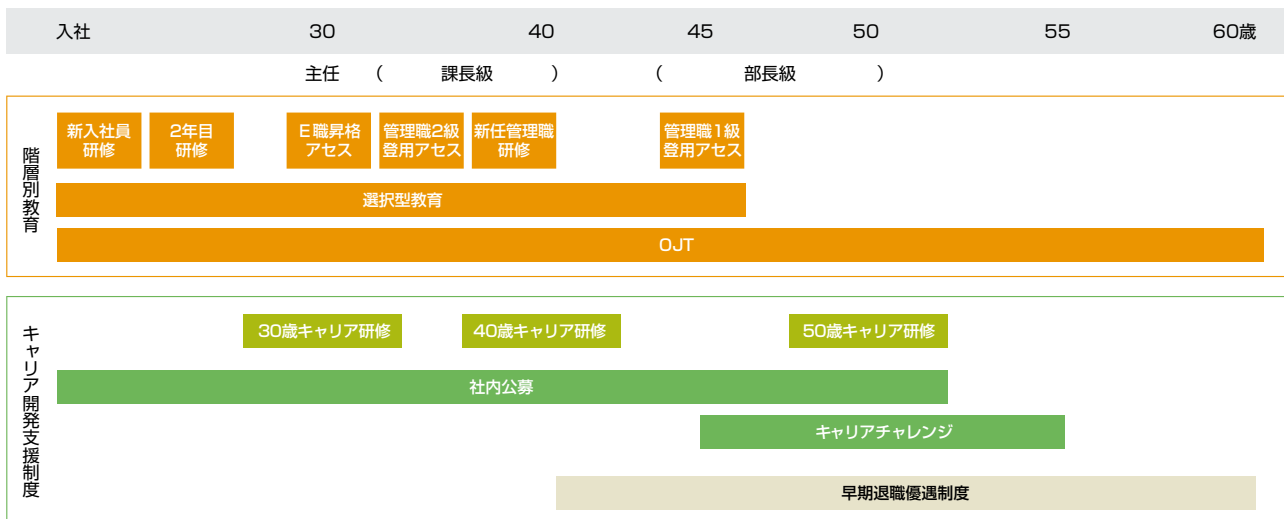 入社 30 40 45 50 55 60歳
主任 ( 課長級 ) ( 部長級 )
階層別教育
新入社員
研修
2年目
研修
E職昇格
アセス
管理職2級
登用アセス
新任管理職
研修
管理職1級
登用アセス
選択型教育
OJT
キャリア開発支援制度
30歳キャリア研修 40歳キャリア研修 50歳キャリア研修
社内公募
キャリアチャレンジ
早期退職優遇制度